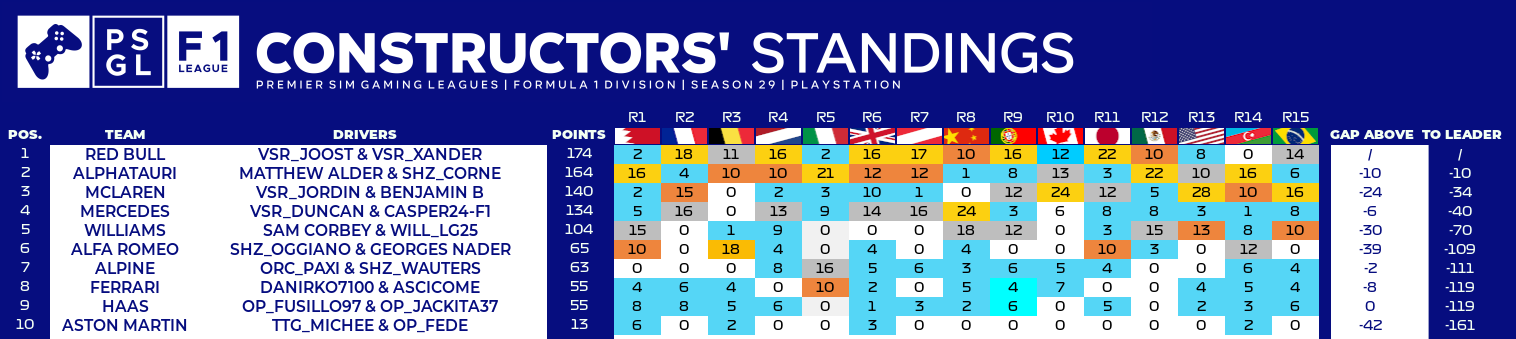 PS
GL
F1
LEAGUE
CONSTRUCTORS' STANDINGS
PREMIER SIM GAMING LEAGUES | FORMULA 1 DIVISION | SEASON 29 | PLAYSTATION
R1 R2 R3 R4 R5 R6 R7 R8 R9 R10 R11 R12 R13 R14 R15
POS. TEAM DRIVERS POINTS GAP ABOVE TO LEADER
1 RED BULL VSR_JOOST & VSR_XANDER 174 2 18 11 16 2 16 17 10 16 12 22 10 8 0 14 / /
2 ALPHATAURI MATTHEW ALDER & SHZ_CORNE 164 16 4 10 10 21 12 12 1 8 13 3 22 10 16 6 -10 -10
3 MCLAREN VSR_JORDIN & BENJAMIN B 140 2 15 0 2 3 10 1 0 12 24 12 5 28 10 16 -24 -34
4 MERCEDES VSR_DUNCAN & CASPER24-F1 134 5 16 0 13 9 14 16 24 3 6 8 8 3 1 8 -6 -40
5 WILLIAMS SAM CORBEY & WILL_LG25 104 15 0 1 9 0 0 0 18 12 0 3 15 13 8 10 -30 -70
6 ALFA ROMEO SHZ_OGGIANO & GEORGES NADER 65 10 0 18 4 0 4 0 4 0 0 10 3 0 12 0 -39 -109
7 ALPINE ORC_PAXI & SHZ_WAUTERS 63 0 0 0 8 16 5 6 3 6 5 4 0 0 6 4 -2 -111
8 FERRARI DANIRKO7100 & ASCICOME 55 4 6 4 0 10 2 0 5 4 7 0 0 4 5 4 -8 -119
9 HAAS OP_FUSILLO97 & OP_JACKITA37 55 8 8 5 6 0 1 3 2 6 0 5 0 2 3 6 0 -119
10 ASTON MARTIN TTG_MICHEE & OP_FEDE 13 6 0 2 0 0 3 0 0 0 0 0 0 0 2 0 -42 -161